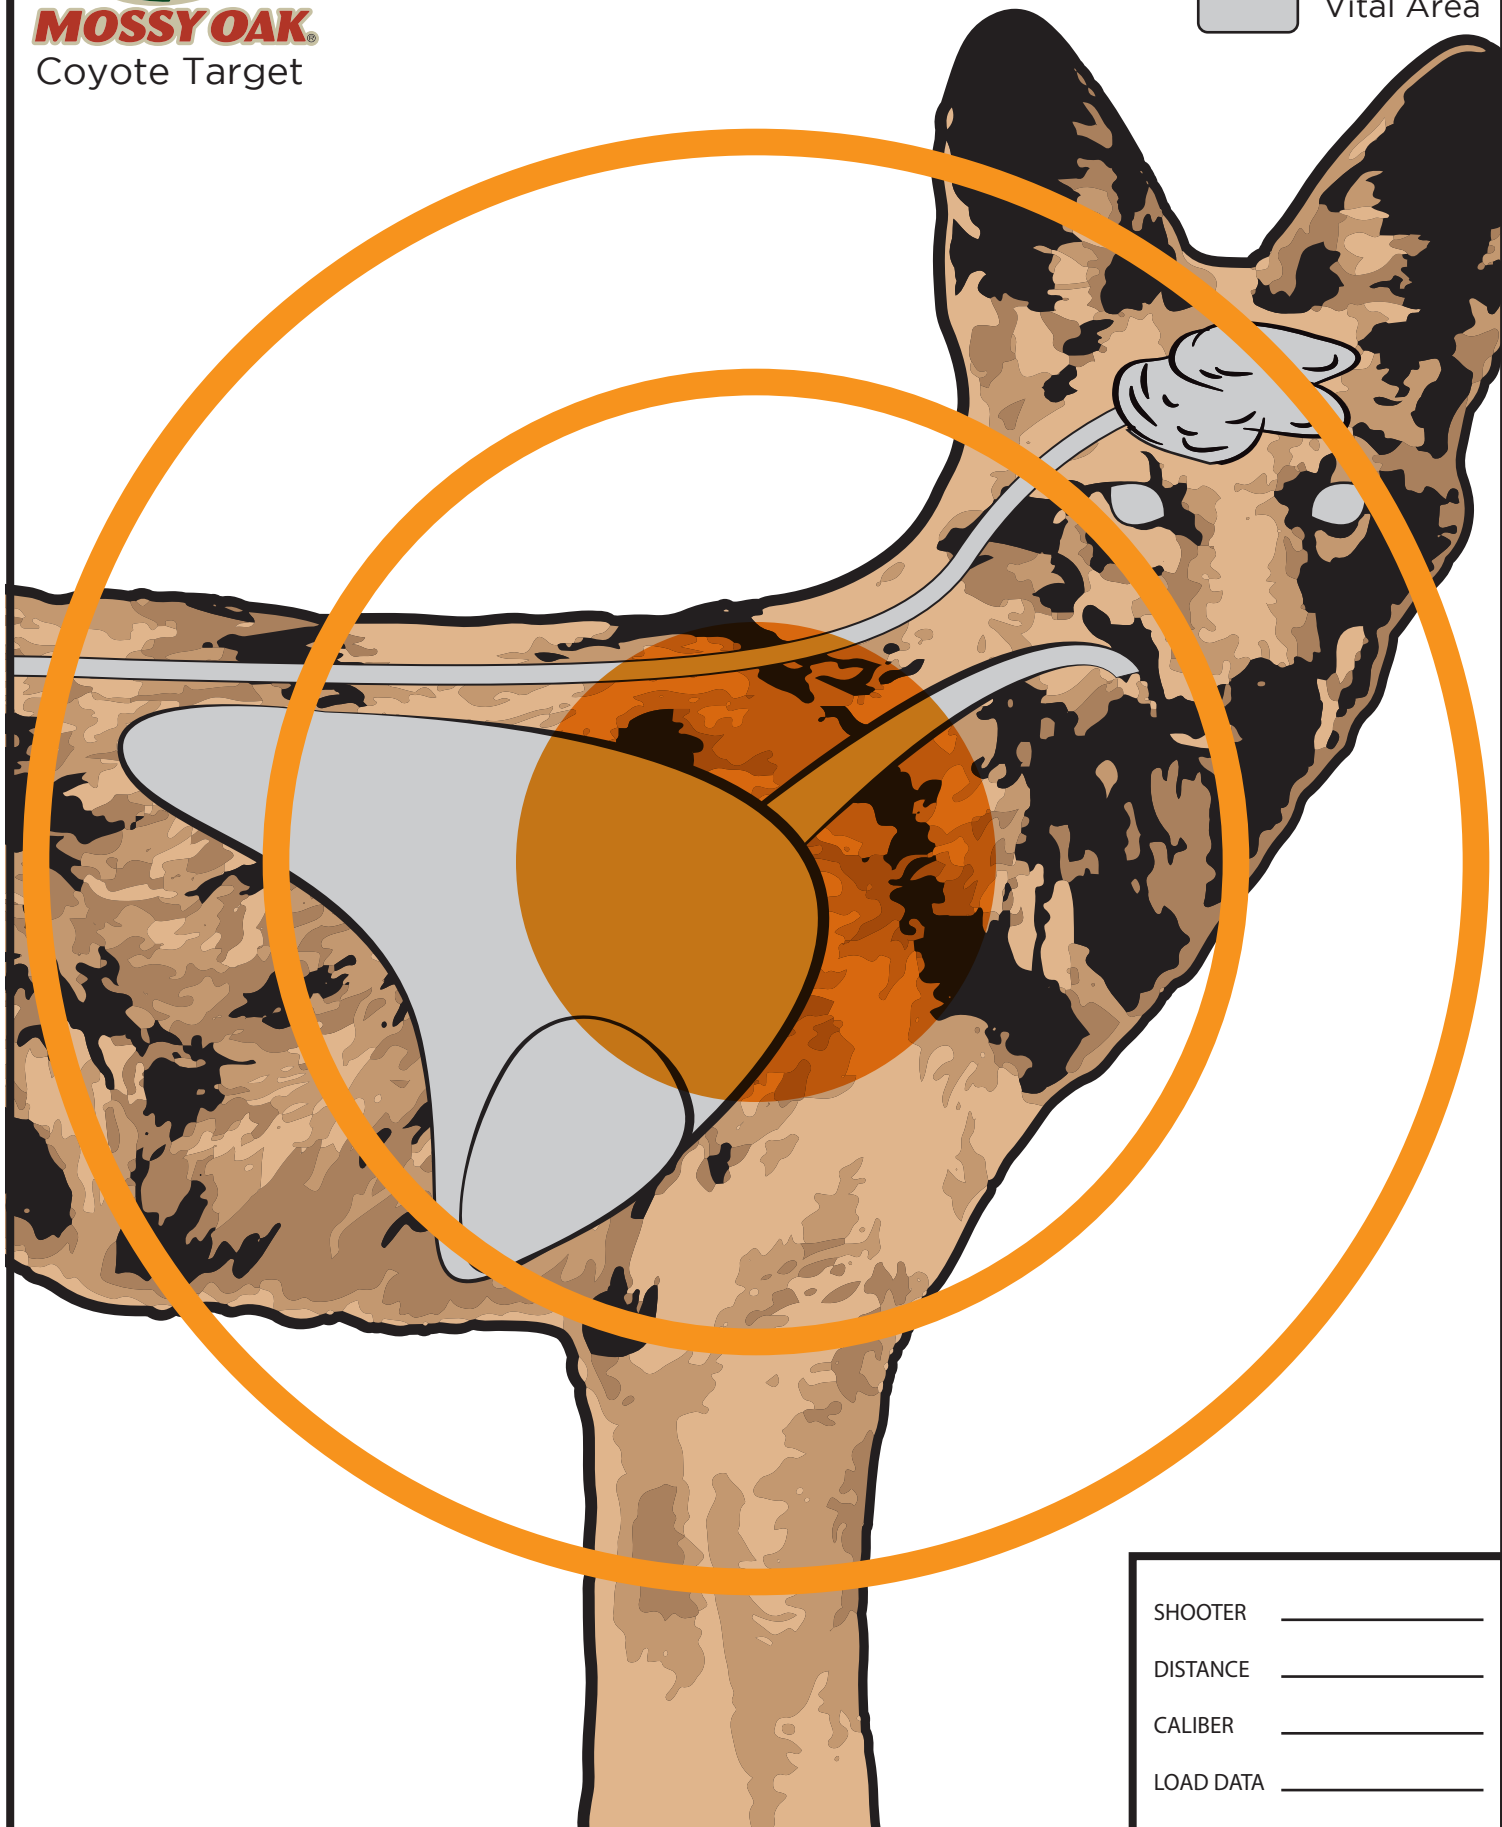 MOSSY OAK®
Coyote Target
Vital Area
SHOOTER
DISTANCE
CALIBER
LOAD DATA